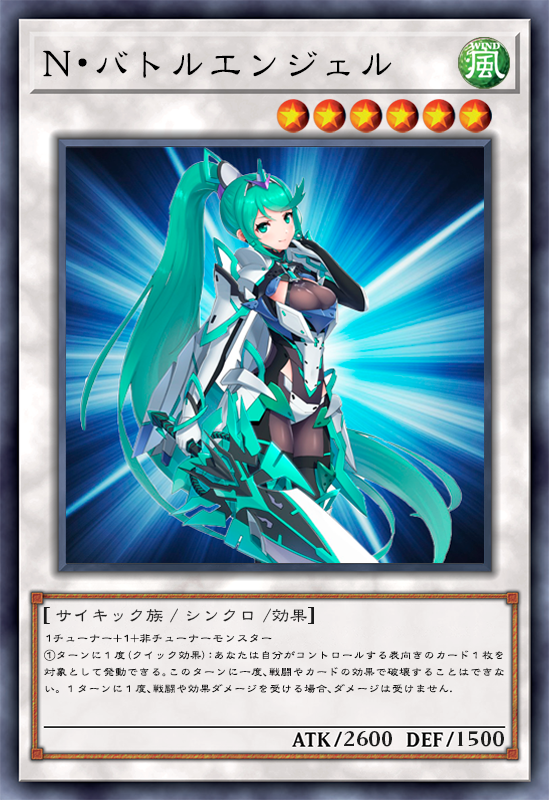 N・バトルエンジェル
WIND
風
[サイキック族 / シンクロ /効果]
1チューナー+1+非チューナーモンスター
①ターンに1度(クイック効果):あなたは自分がコントロールする表向きのカード1枚を
対象として発動できる。このターンに一度、戦闘やカードの効果で破壊することはでき
ない。1ターンに1度、戦闘や効果ダメージを受ける場合、ダメージは受けません.
ATK/2600 DEF/1500